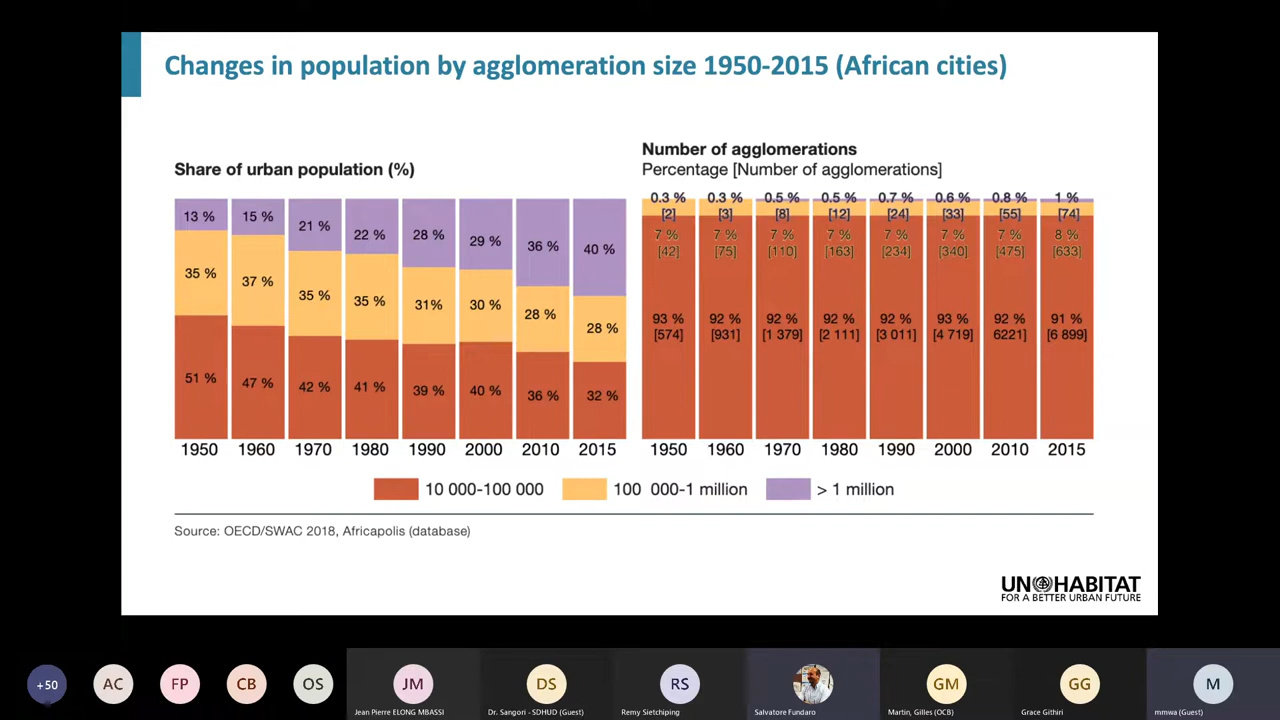 Changes in population by agglomeration size 1950-2015 (African cities)
Share of urban population (%)
13 % 15 % 21 % 22 % 28 % 29 % 36 % 40 %
35 % 37 % 35 % 35 % 31% 30 % 28 % 28 %
51 % 47 % 42 % 41 % 39 % 40 % 36 % 32 %
1950 1960 1970 1980 1990 2000 2010 2015
Number of agglomerations
Percentage [Number of agglomerations]
0.3 % 0.3 % 0.5 % 0.5 % 0.7 % 0.6 % 0.8 % 1 %
[2] [3] [8] [12] [24] [33] [55] [74]
7 % 7 % 7 % 7 % 7 % 7 % 7 % 8 %
[42] [75] [110] [163] [234] [340] [475] [633]
93 % 92 % 92 % 92 % 92 % 93 % 92 % 91 %
[574] [931] [1 379] [2 111] [3 011] [4 719] 6221] [6 899]
1950 1960 1970 1980 1990 2000 2010 2015
10 000-100 000 100 000-1 million > 1 million
Source: OECD/SWAC 2018, Africapolis (database)
UN HABITAT
FOR A BETTER URBAN FUTURE
+50 AC FP CB OS JM DS RS GM GG M
Jean Pierre ELONG MBASSI Dr. Sangori - SDHUD (Guest) Remy Sietchiping Salvatore Fundaro Martin, Gilles (OCB) Grace Githiri mmwa (Guest)